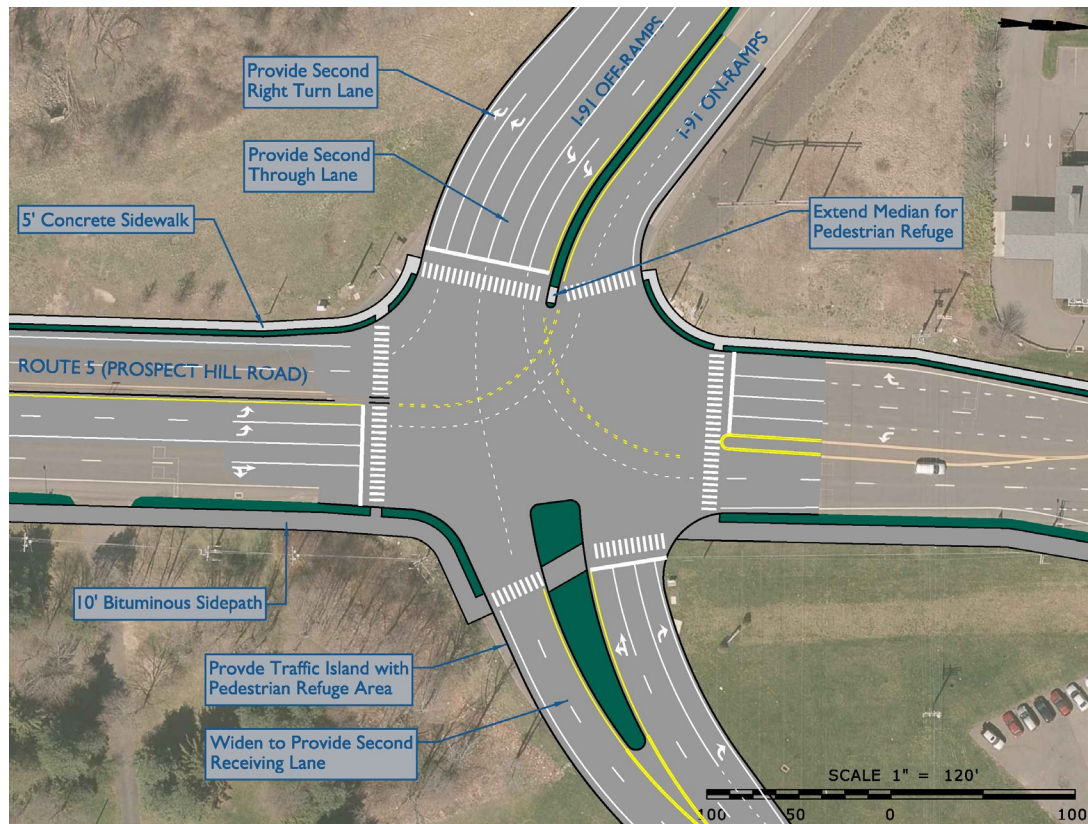 Provide Second
Right Turn Lane
I-91 OFF-RAMPS
i-91 ON-RAMPS
Provide Second
Through Lane
5' Concrete Sidewalk
Extend Median for
Pedestrian Refuge
ROUTE 5 (PROSPECT HILL ROAD)
10' Bituminous Sidepath
Provde Traffic Island with
Pedestrian Refuge Area
Widen to Provide Second
Receiving Lane
SCALE 1" = 120'
100 50 0 100